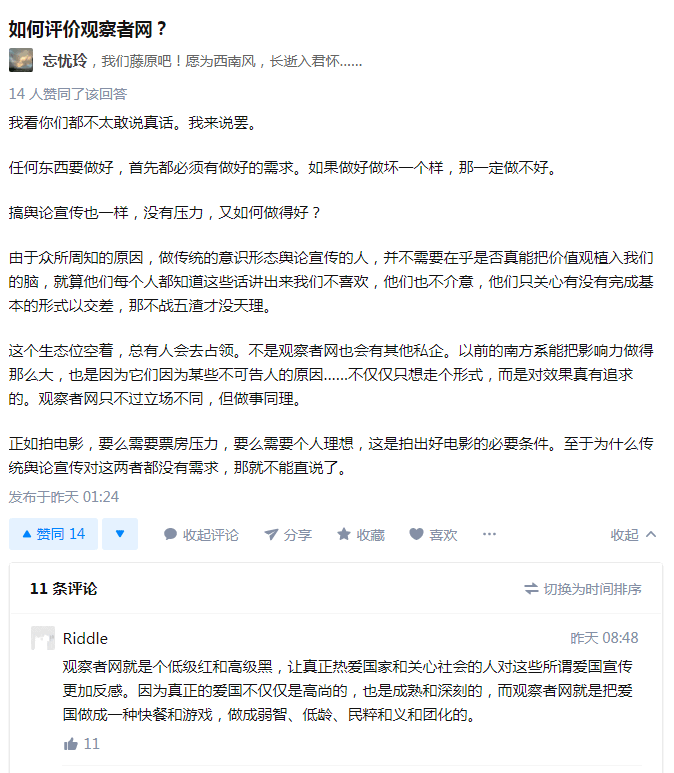 如何评价观察者网？
忘忧玲，我们藤原吧！愿为西南风，长逝入君怀……
14 人赞同了该回答
我看你们都不太敢说真话。我来说罢。
任何东西要做好，首先都必须有做好的需求。如果做好做坏一个样，那一定做不好。
搞舆论宣传也一样，没有压力，又如何做得好？
由于众所周知的原因，做传统的意识形态舆论宣传的人，并不需要在乎是否真能把价值观植入我们
的脑，就算他们每个人都知道这些话讲出来我们不喜欢，他们也不介意，他们只关心有没有完成基
本的形式以交差，那不战五渣才没天理。
这个生态位空着，总有人会去占领。不是观察者网也会有其他私企。以前的南方系能把影响力做得
那么大，也是因为它们因为某些不可告人的原因……不仅仅只想走个形式，而是对效果真有追求
的。观察者网只不过立场不同，但做事同理。
正如拍电影，要么需要票房压力，要么需要个人理想，这是拍出好电影的必要条件。至于为什么传
统舆论宣传对这两者都没有需求，那就不能直说了。
发布于昨天 01:24
赞同 14 收起评论 分享 收藏 喜欢 … 收起
11 条评论 切换为时间排序
Riddle 昨天 08:48
观察者网就是个低级红和高级黑，让真正热爱国家和关心社会的人对这些所谓爱国宣传
更加反感。因为真正的爱国不仅仅是高尚的，也是成熟和深刻的，而观察者网就是把爱
国做成一种快餐和游戏，做成弱智、低龄、民粹和义和团化的。
11